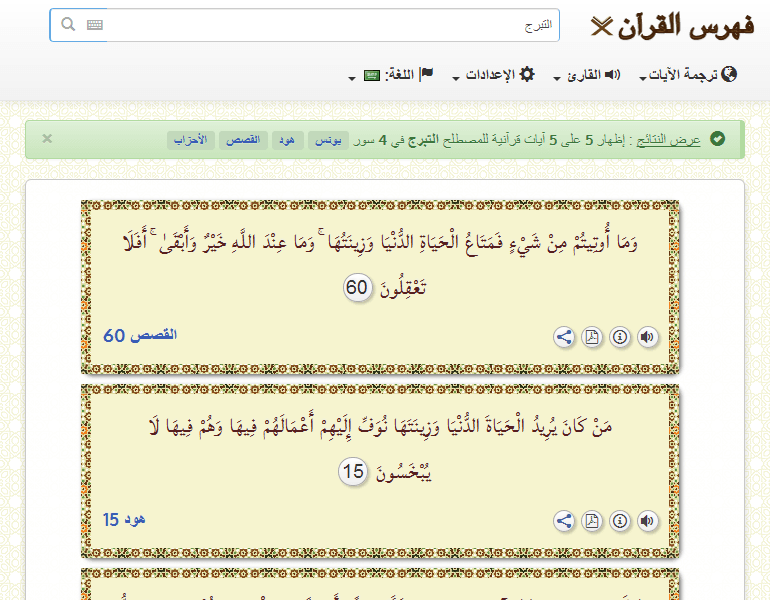 فهرس القرآن
التبرج
ترجمة الآيات القارئ الإعدادات اللغة:
عرض النتائج : إظهار 5 على 5 آيات قرآنية للمصطلح التبرج في 4 سور يونس هود القصص الأحزاب ×
وَمَا أُوتِيتُمْ مِنْ شَيْءٍ فَمَتَاعُ الْحَيَاةِ الدُّنْيَا وَزِينَتُهَا ۚ وَمَا عِنْدَ اللَّهِ خَيْرٌ وَأَبْقَىٰ ۚ أَفَلَا
تَعْقِلُونَ 60
القصص 60
مَنْ كَانَ يُرِيدُ الْحَيَاةَ الدُّنْيَا وَزِينَتَهَا نُوَفِّ إِلَيْهِمْ أَعْمَالَهُمْ فِيهَا وَهُمْ فِيهَا لَا
يُبْخَسُونَ 15
هود 15